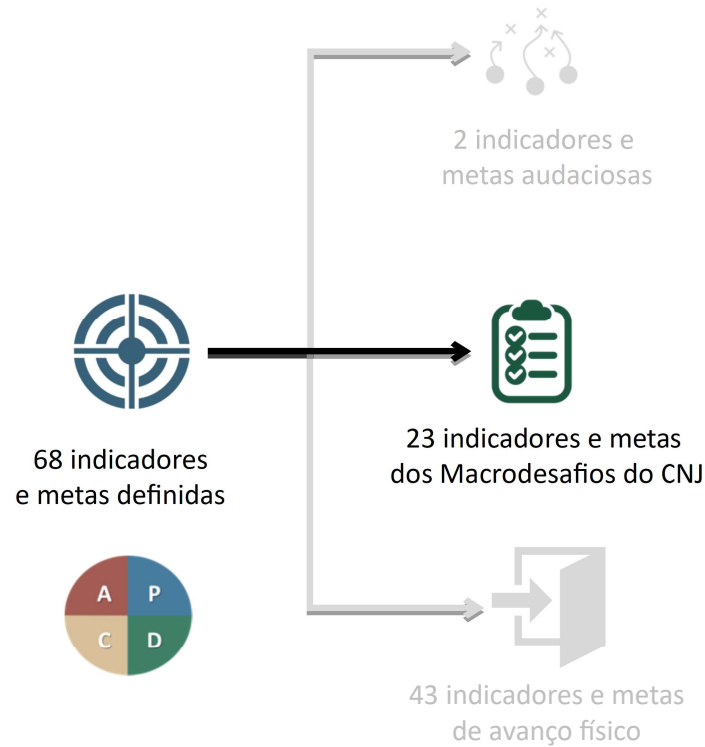 2 indicadores e
metas audaciosas
68 indicadores
e metas definidas
23 indicadores e metas
dos Macrodesafios do CNJ
A P
C D
43 indicadores e metas
de avanço físico